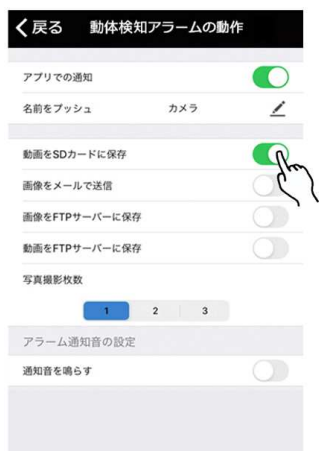 戻る 動体検知アラームの動作
アプリでの通知
名前をプッシュ カメラ
動画をSDカードに保存
画像をメールで送信
画像をFTPサーバーに保存
動画をFTPサーバーに保存
写真撮影枚数
1 2 3
アラーム通知音の設定
通知音を鳴らす